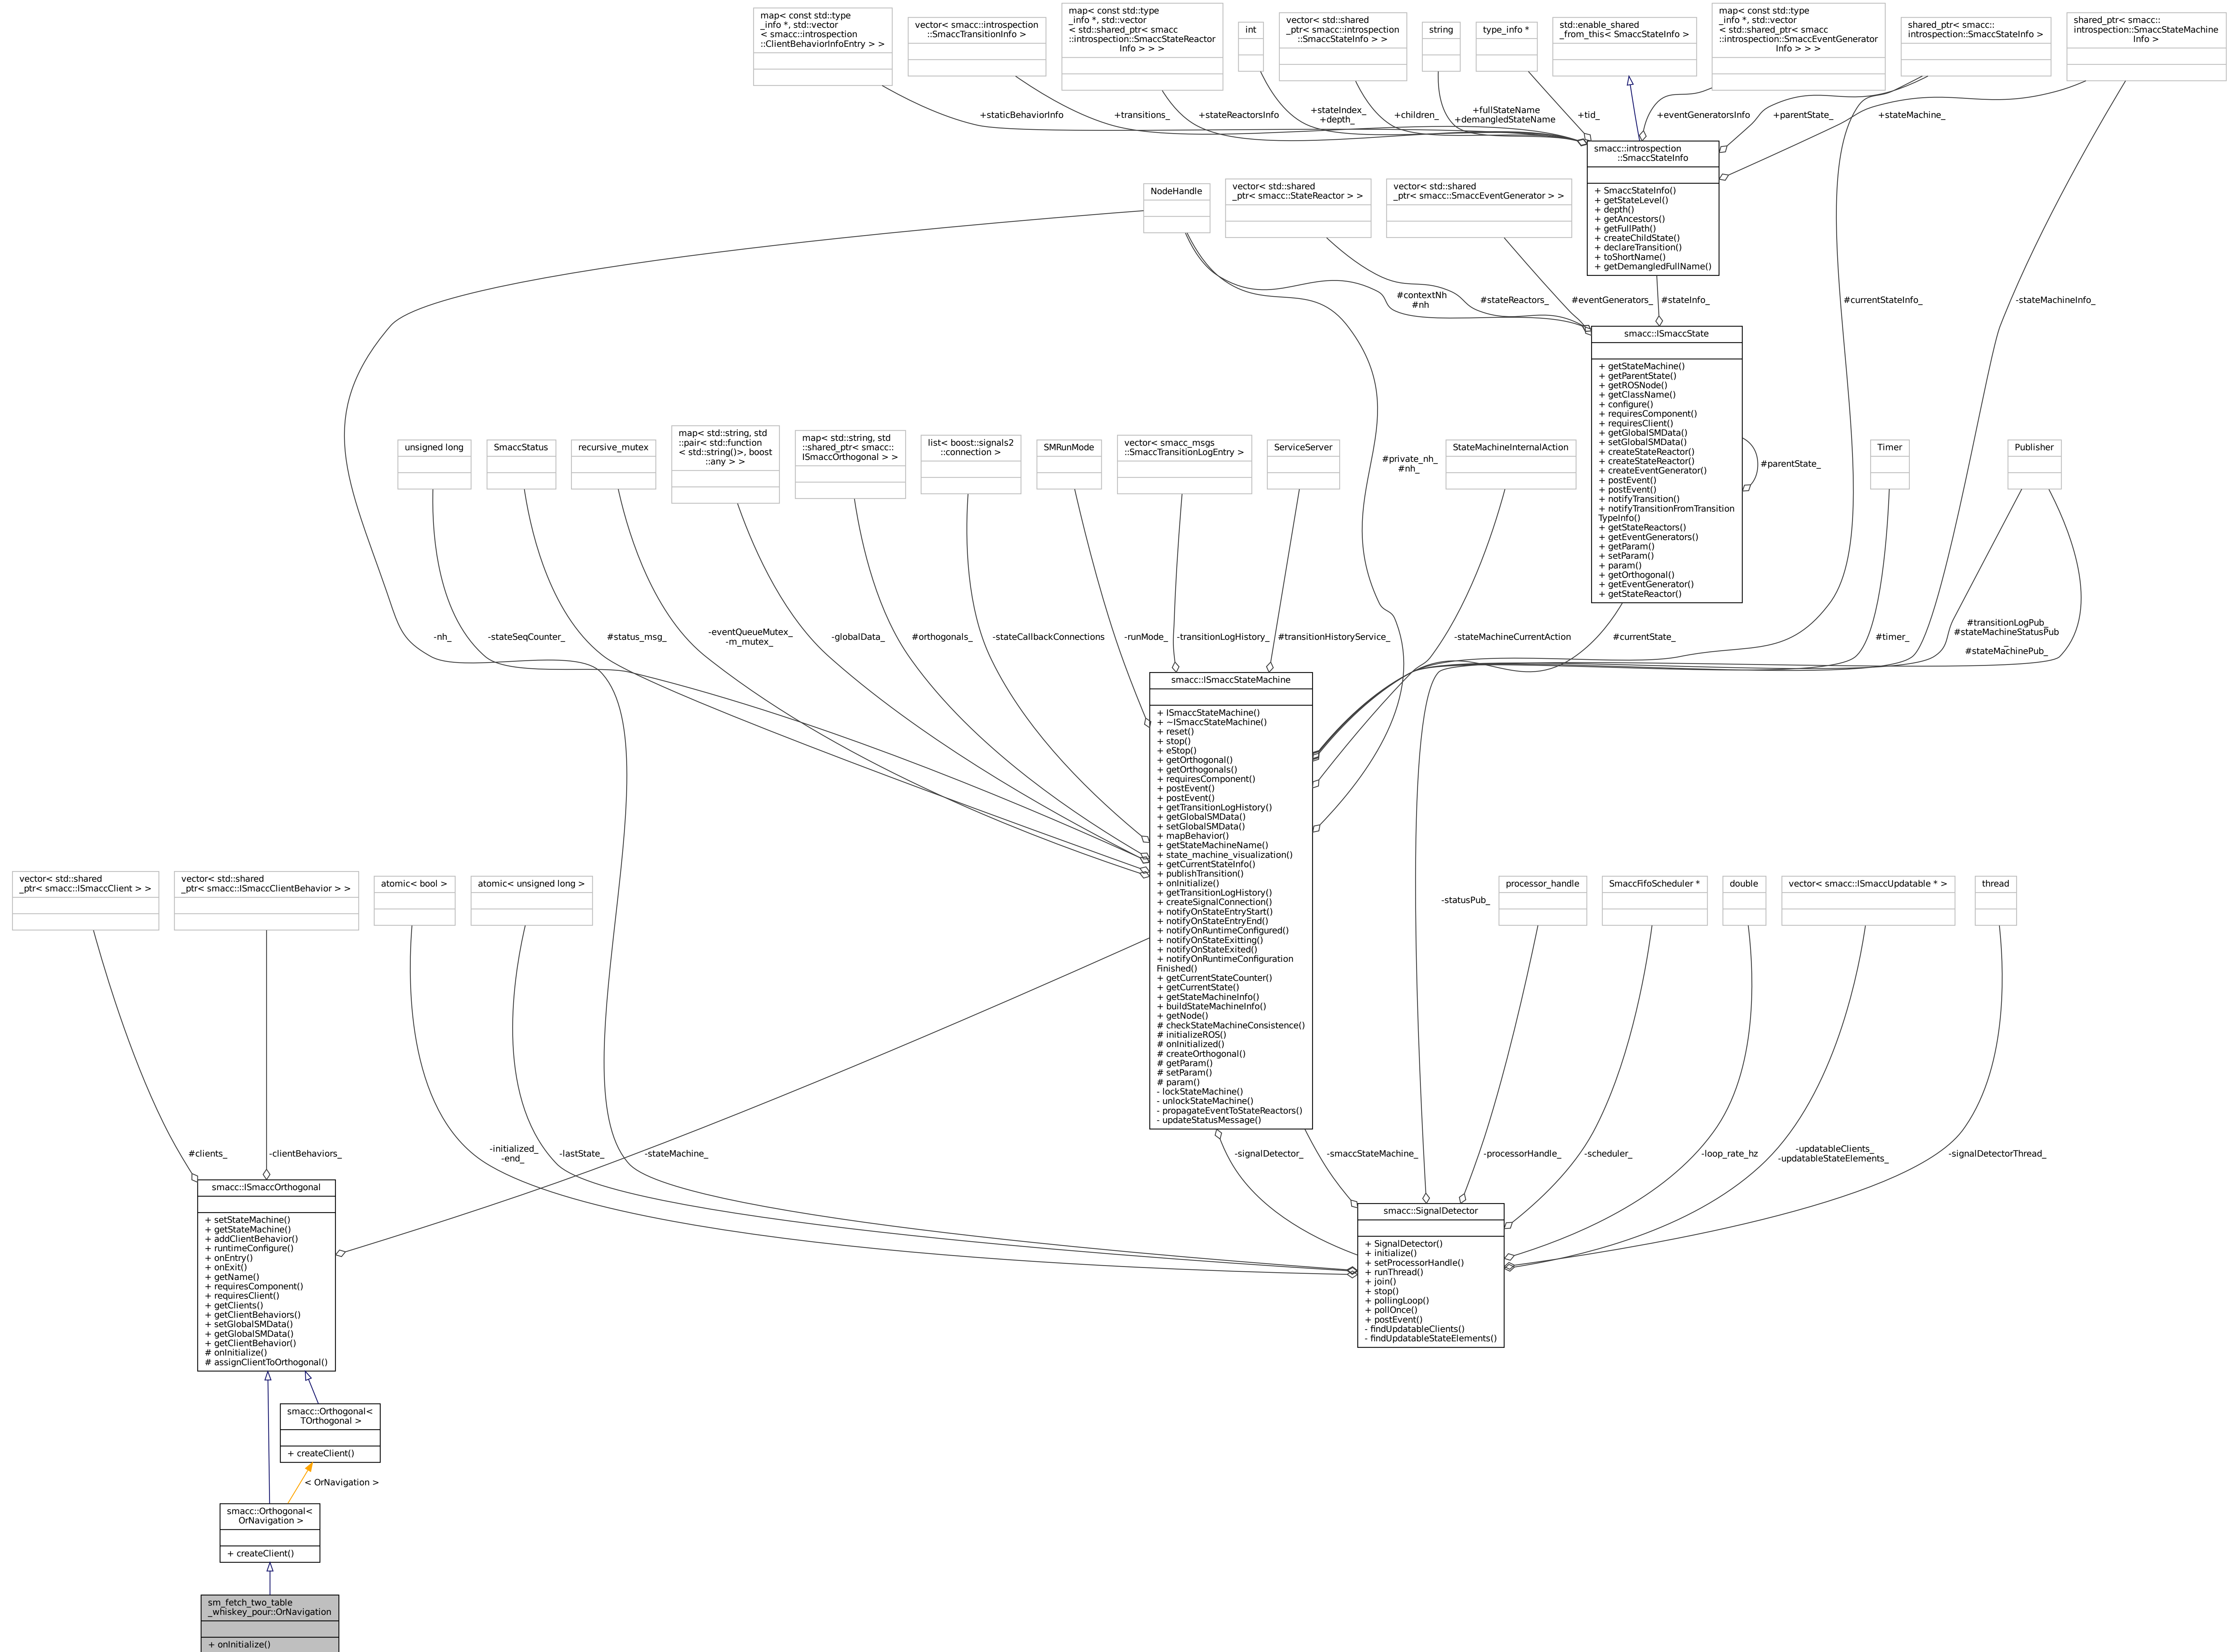 map< const std::type
_info *, std::vector
< smacc::introspection
::ClientBehaviorInfoEntry > >
vector< smacc::introspection
::SmaccTransitionInfo >
map< const std::type
_info *, std::vector
< std::shared_ptr< smacc
::introspection::SmaccStateReactor
Info > > >
int
vector< std::shared
_ptr< smacc::introspection
::SmaccStateInfo > >
string
type_info *
std::enable_shared
_from_this< SmaccStateInfo >
map< const std::type
_info *, std::vector
< std::shared_ptr< smacc
::introspection::SmaccEventGenerator
Info > > >
shared_ptr< smacc::
introspection::SmaccStateInfo >
shared_ptr< smacc::
introspection::SmaccStateMachine
Info >
+staticBehaviorInfo
+transitions_
+stateReactorsInfo
+stateIndex_
+depth_
+children_
+fullStateName
+demangledStateName
+tid_
+eventGeneratorsInfo
+parentState_
+stateMachine_
smacc::introspection
::SmaccStateInfo
+ SmaccStateInfo()
+ getStateLevel()
+ depth()
+ getAncestors()
+ getFullPath()
+ createChildState()
+ declareTransition()
+ toShortName()
+ getDemangledFullName()
NodeHandle
vector< std::shared
_ptr< smacc::StateReactor > >
vector< std::shared
_ptr< smacc::SmaccEventGenerator > >
#contextNh
#nh
#stateReactors_
#eventGenerators_
#stateInfo_
#currentStateInfo_
-stateMachineInfo_
smacc::ISmaccState
+ getStateMachine()
+ getParentState()
+ getROSNode()
+ getClassName()
+ configure()
+ requiresComponent()
+ requiresClient()
+ getGlobalSMData()
+ setGlobalSMData()
+ createStateReactor()
+ createStateReactor()
+ createEventGenerator()
+ postEvent()
+ postEvent()
+ notifyTransition()
+ notifyTransitionFromTransition
TypeInfo()
+ getStateReactors()
+ getEventGenerators()
+ getParam()
+ setParam()
+ param()
+ getOrthogonal()
+ getEventGenerator()
+ getStateReactor()
#parentState_
unsigned long
SmaccStatus
recursive_mutex
map< std::string, std
::pair< std::function
< std::string()>, boost
::any > >
map< std::string, std
::shared_ptr< smacc::
ISmaccOrthogonal > >
list< boost::signals2
::connection >
SMRunMode
vector< smacc_msgs
::SmaccTransitionLogEntry >
ServiceServer
#private_nh_
#nh_
StateMachineInternalAction
Timer
Publisher
-nh_
-stateSeqCounter_
#status_msg_
-eventQueueMutex_
-m_mutex_
-globalData_
#orthogonals_
-stateCallbackConnections
-runMode_
-transitionLogHistory_
#transitionHistoryService_
-stateMachineCurrentAction
#currentState_
#timer_
#transitionLogPub_
#stateMachineStatusPub
_
#stateMachinePub_
smacc::ISmaccStateMachine
+ ISmaccStateMachine()
+ ~ISmaccStateMachine()
+ reset()
+ stop()
+ eStop()
+ getOrthogonal()
+ getOrthogonals()
+ requiresComponent()
+ postEvent()
+ postEvent()
+ getTransitionLogHistory()
+ getGlobalSMData()
+ setGlobalSMData()
+ mapBehavior()
+ getStateMachineName()
+ state_machine_visualization()
+ getCurrentStateInfo()
+ publishTransition()
+ onInitialize()
+ getTransitionLogHistory()
+ createSignalConnection()
+ notifyOnStateEntryStart()
+ notifyOnStateEntryEnd()
+ notifyOnRuntimeConfigured()
+ notifyOnStateExitting()
+ notifyOnStateExited()
+ notifyOnRuntimeConfiguration
Finished()
+ getCurrentStateCounter()
+ getCurrentState()
+ getStateMachineInfo()
+ buildStateMachineInfo()
+ getNode()
# checkStateMachineConsistence()
# initializeROS()
# onInitialized()
# createOrthogonal()
# getParam()
# setParam()
# param()
- lockStateMachine()
- unlockStateMachine()
- propagateEventToStateReactors()
- updateStatusMessage()
vector< std::shared
_ptr< smacc::ISmaccClient > >
vector< std::shared
_ptr< smacc::ISmaccClientBehavior > >
atomic< bool >
atomic< unsigned long >
-statusPub_
processor_handle
SmaccFifoScheduler *
double
vector< smacc::ISmaccUpdatable * >
thread
#clients_
-clientBehaviors_
-initialized_
-end_
-lastState_
-stateMachine_
-signalDetector_
-smaccStateMachine_
-processorHandle_
-scheduler_
-loop_rate_hz
-updatableClients_
-updatableStateElements_
-signalDetectorThread_
smacc::ISmaccOrthogonal
+ setStateMachine()
+ getStateMachine()
+ addClientBehavior()
+ runtimeConfigure()
+ onEntry()
+ onExit()
+ getName()
+ requiresComponent()
+ requiresClient()
+ getClients()
+ getClientBehaviors()
+ setGlobalSMData()
+ getGlobalSMData()
+ getClientBehavior()
# onInitialize()
# assignClientToOrthogonal()
smacc::SignalDetector
+ SignalDetector()
+ initialize()
+ setProcessorHandle()
+ runThread()
+ join()
+ stop()
+ pollingLoop()
+ pollOnce()
+ postEvent()
- findUpdatableClients()
- findUpdatableStateElements()
smacc::Orthogonal<
TOrthogonal >
+ createClient()
< OrNavigation >
smacc::Orthogonal<
OrNavigation >
+ createClient()
sm_fetch_two_table
_whiskey_pour::OrNavigation
+ onInitialize()